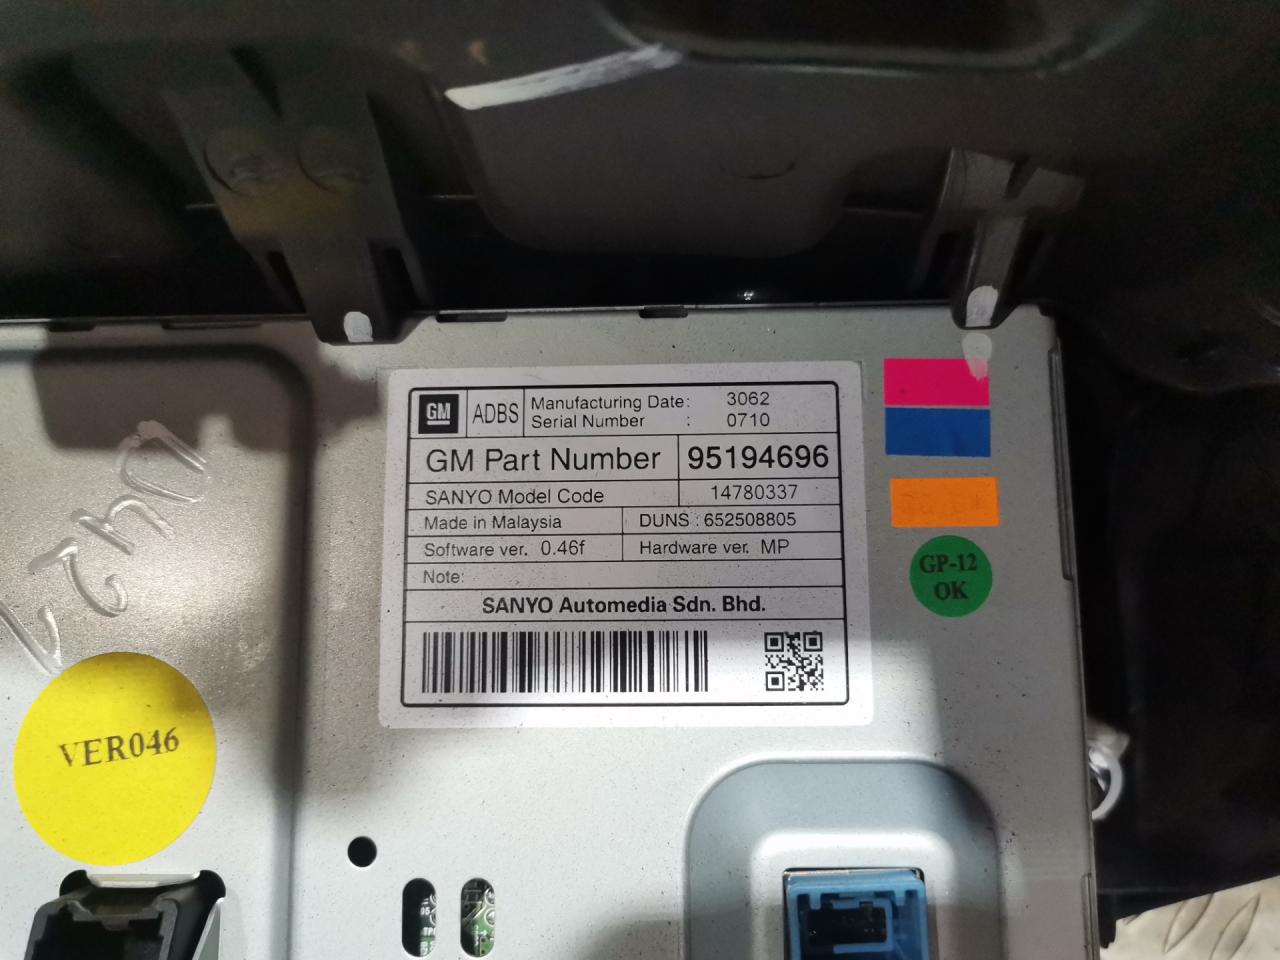 GM ADBS Manufacturing Date: 3062
Serial Number : 0710
GM Part Number 95194696
SANYO Model Code 14780337
Made in Malaysia DUNS : 652508805
Software ver. 0.46f Hardware ver. MP
Note:
SANYO Automedia Sdn. Bhd.
GP-12
OK
VER046